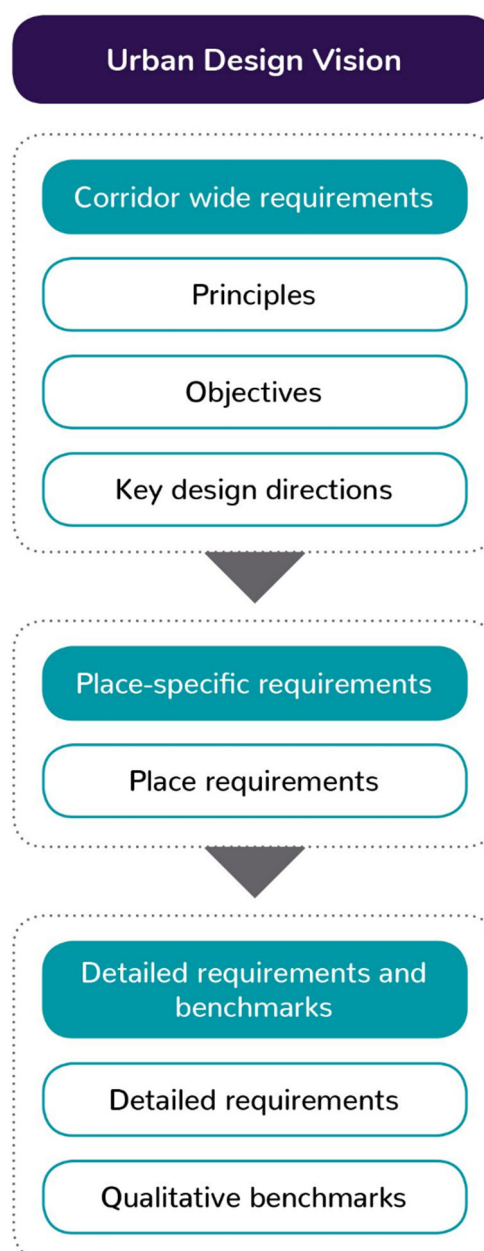 Urban Design Vision
Corridor wide requirements
Principles
Objectives
Key design directions
Place-specific requirements
Place requirements
Detailed requirements and
benchmarks
Detailed requirements
Qualitative benchmarks